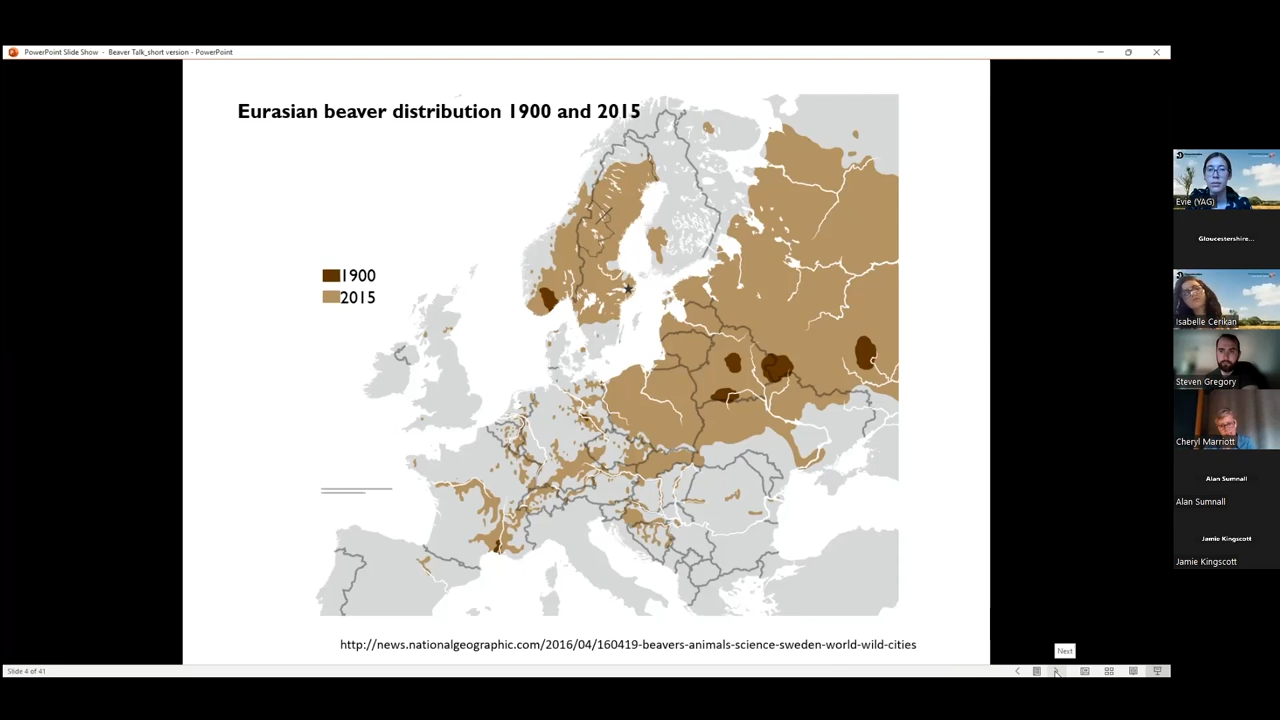 PowerPoint Slide Show - Beaver Talk_short version - PowerPoint
Eurasian beaver distribution 1900 and 2015
1900
2015
http://news.nationalgeographic.com/2016/04/160419-beavers-animals-science-sweden-world-wild-cities
Next
Slide 4 of 41
Evie (YAG)
Gloucestershire...
Isabelle Cerikan
Steven Gregory
Cheryl Marriott
Alan Sumnall
Alan Sumnall
Jamie Kingscott
Jamie Kingscott